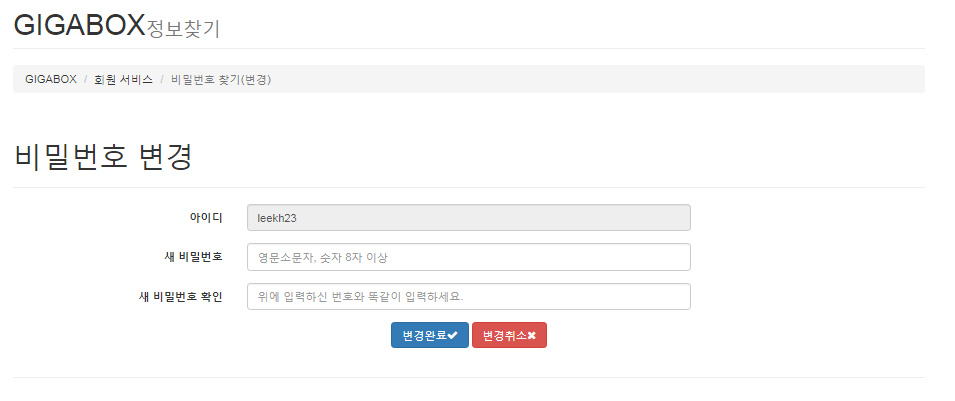 GIGABOX정보찾기
GIGABOX / 회원 서비스 / 비밀번호 찾기(변경)
비밀번호 변경
아이디 leekh23
새 비밀번호 영문소문자, 숫자 8자 이상
새 비밀번호 확인 위에 입력하신 번호와 똑같이 입력하세요.
변경완료✔ 변경취소✖